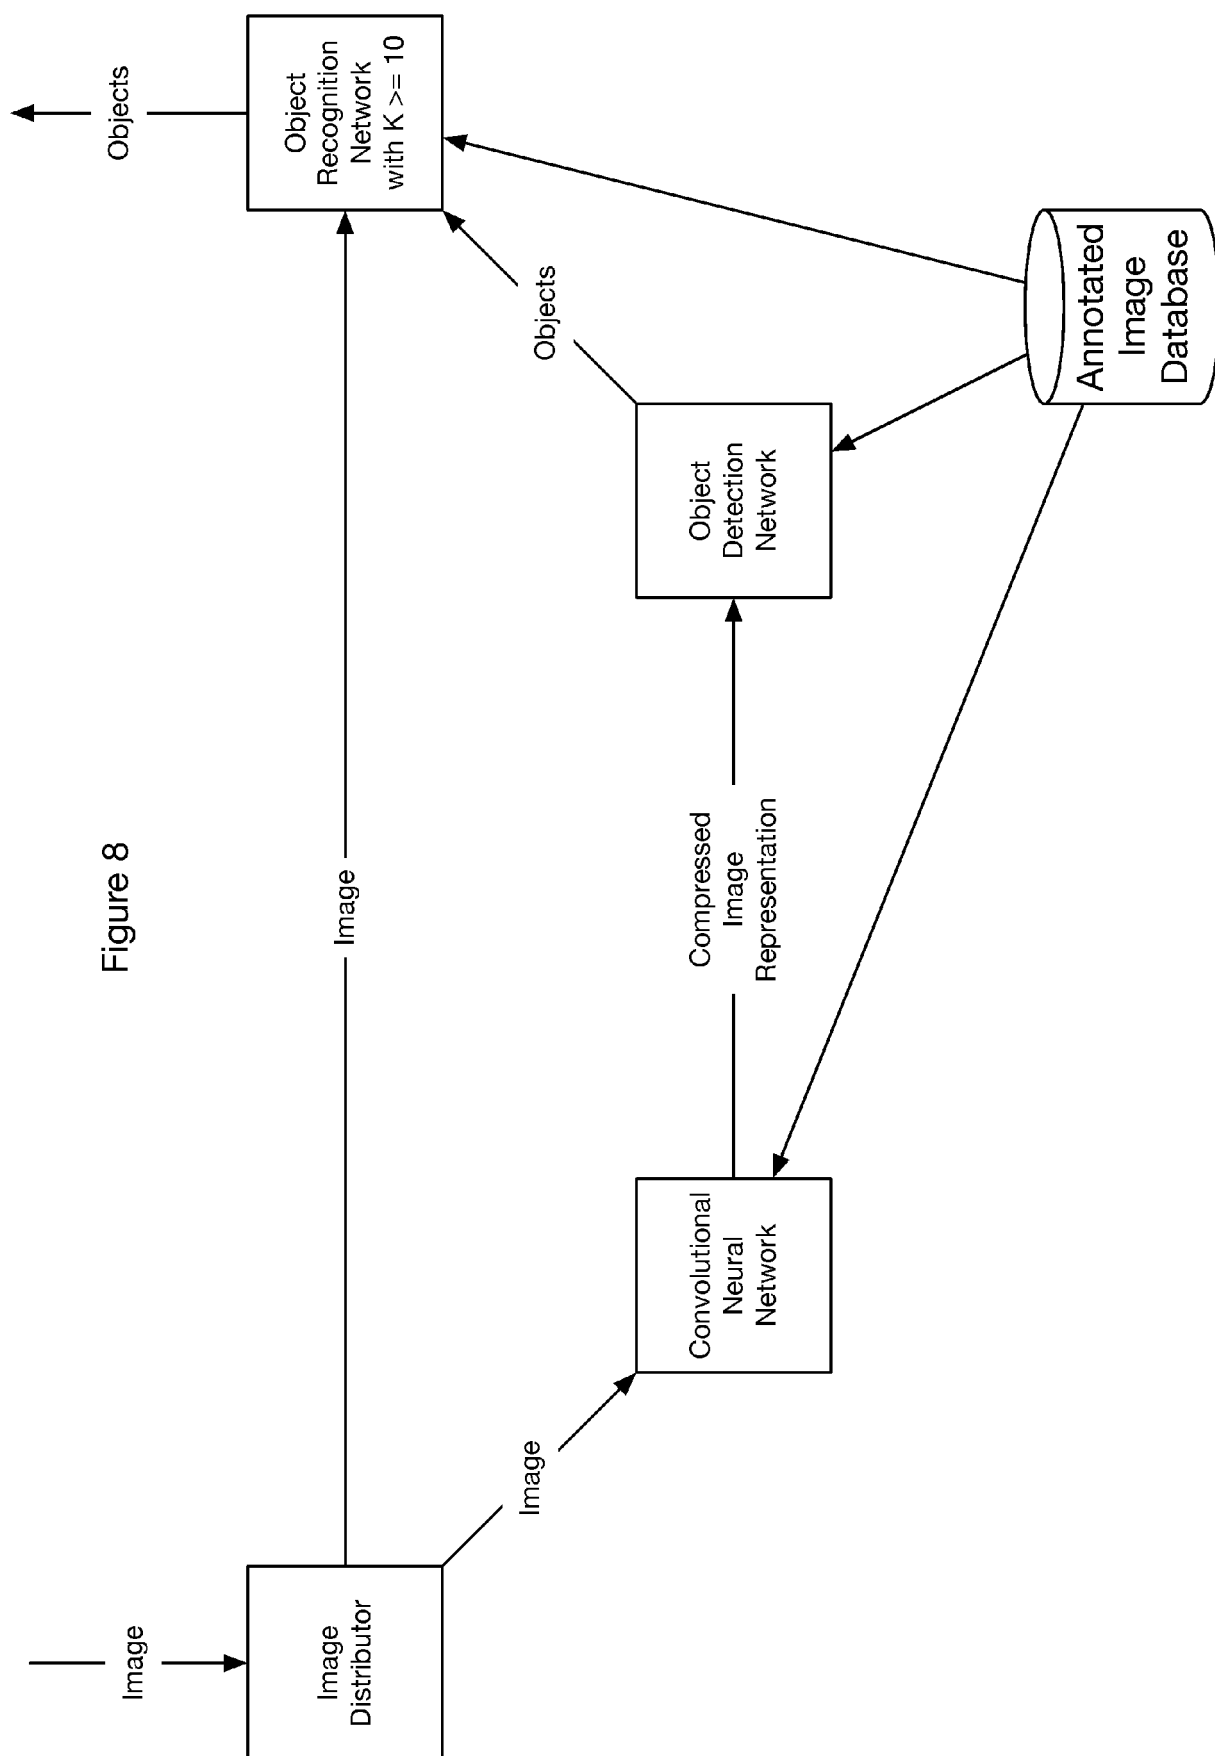 Figure 8
Image
Image
Distributor
Image
Image
Convolutional
Neural
Network
Compressed
Image
Representation
Object
Detection
Network
Objects
Object
Recognition
Network
with K >= 10
Objects
Annotated
Image
Database